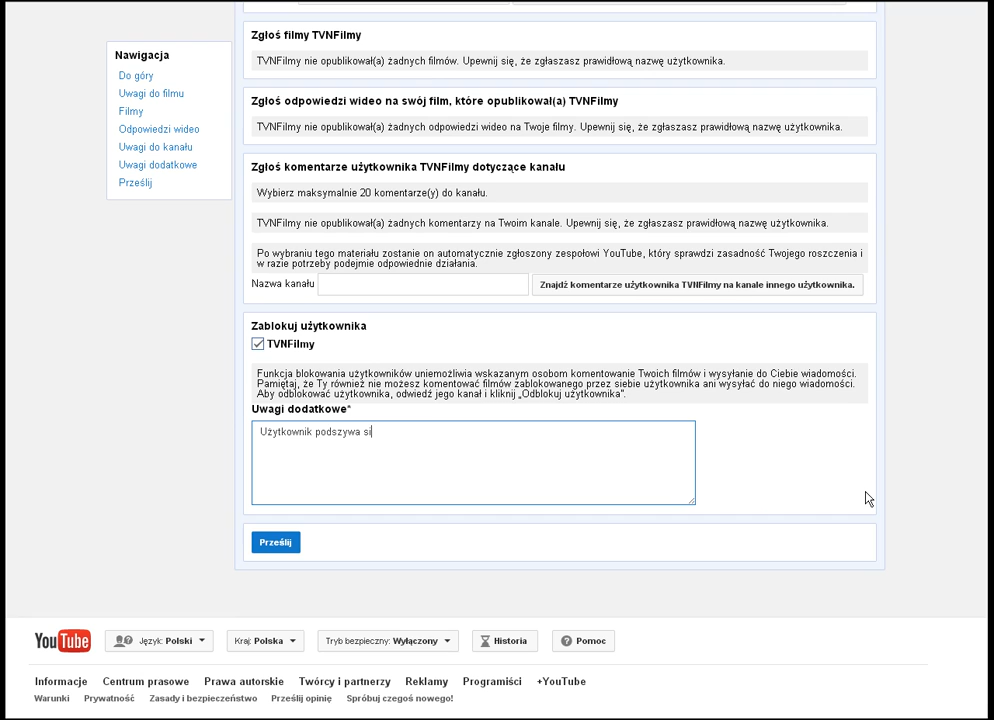 Zgłoś filmy TVNFilmy
TVNFilmy nie opublikował(a) żadnych filmów. Upewnij się, że zgłaszasz prawidłową nazwę użytkownika.
Nawigacja
Do góry
Uwagi do filmu
Filmy
Odpowiedzi wideo
Uwagi do kanału
Uwagi dodatkowe
Prześlij
Zgłoś odpowiedzi wideo na swój film, które opublikował(a) TVNFilmy
TVNFilmy nie opublikował(a) żadnych odpowiedzi wideo na Twoje filmy. Upewnij się, że zgłaszasz prawidłową nazwę użytkownika.
Zgłoś komentarze użytkownika TVNFilmy dotyczące kanału
Wybierz maksymalnie 20 komentarze(y) do kanału.
TVNFilmy nie opublikował(a) żadnych komentarzy na Twoim kanale. Upewnij się, że zgłaszasz prawidłową nazwę użytkownika.
Po wybraniu tego materiału zostanie on automatycznie zgłoszony zespołowi YouTube, który sprawdzi zasadność Twojego roszczenia i
w razie potrzeby podejmie odpowiednie działania.
Nazwa kanału Znajdź komentarze użytkownika TVNFilmy na kanale innego użytkownika.
Zablokuj użytkownika
TVNFilmy
Funkcja blokowania użytkowników uniemożliwia wskazanym osobom komentowanie Twoich filmów i wysyłanie do Ciebie wiadomości.
Pamiętaj, że Ty również nie możesz komentować filmów zablokowanego przez siebie użytkownika ani wysyłać do niego wiadomości.
Aby odblokować użytkownika, odwiedź jego kanał i kliknij „Odblokuj użytkownika”.
Uwagi dodatkowe*
Użytkownik podszywa si
Prześlij
YouTube Język: Polski Kraj: Polska Tryb bezpieczny: Wyłączony Historia Pomoc
Informacje Centrum prasowe Prawa autorskie Twórcy i partnerzy Reklamy Programiści +YouTube
Warunki Prywatność Zasady i bezpieczeństwo Prześlij opinię Spróbuj czegoś nowego!